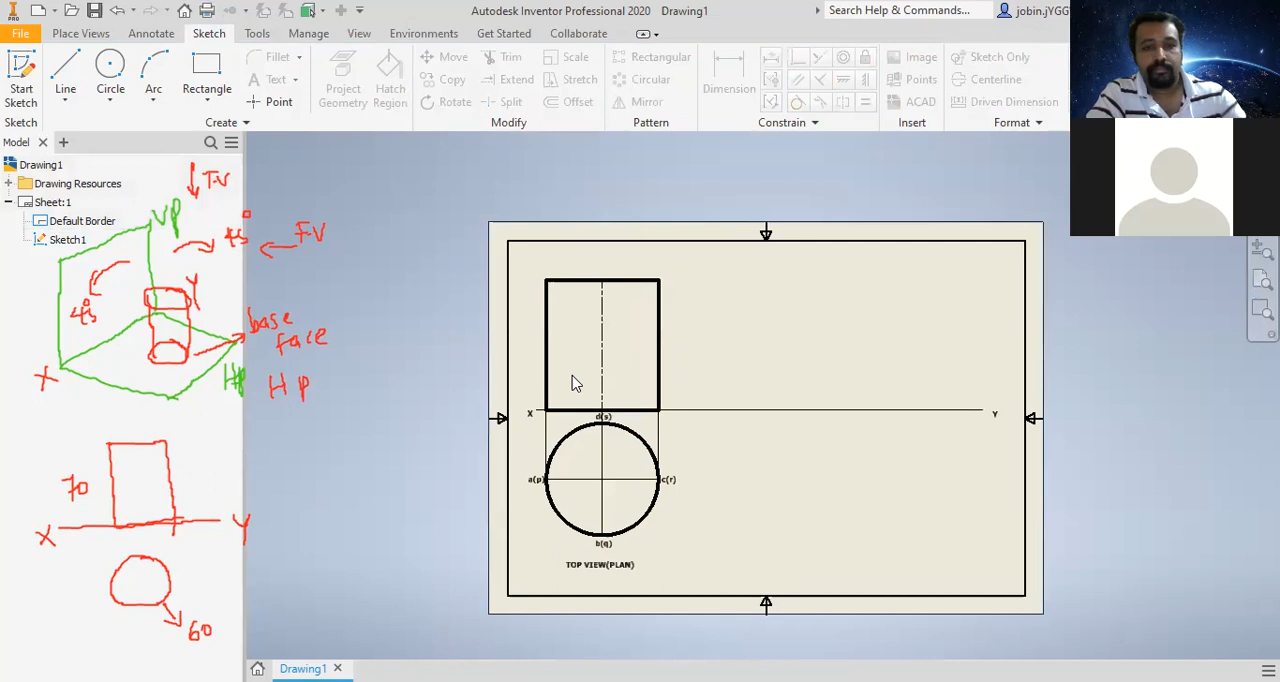 Autodesk Inventor Professional 2020 Drawing1
Search Help & Commands...
jobin.jYGGY
File Place Views Annotate Sketch Tools Manage View Environments Get Started Collaborate
Start Sketch
Line
Circle
Arc
Rectangle
Fillet
Text
Point
Project Geometry
Hatch Region
Move
Copy
Rotate
Trim
Extend
Split
Scale
Stretch
Offset
Rectangular
Circular
Mirror
Dimension
Image
Points
ACAD
Sketch Only
Centerline
Driven Dimension
Sketch Create Modify Pattern Constrain Insert Format
Model
Drawing1
Drawing Resources
Sheet:1
Default Border
Sketch1
T.V
VP
45°
F.V
45°
Y
base face
X
HP
HP
70
X Y
60
X Y
d(s)
a(p) c(r)
b(q)
TOP VIEW(PLAN)
Drawing1